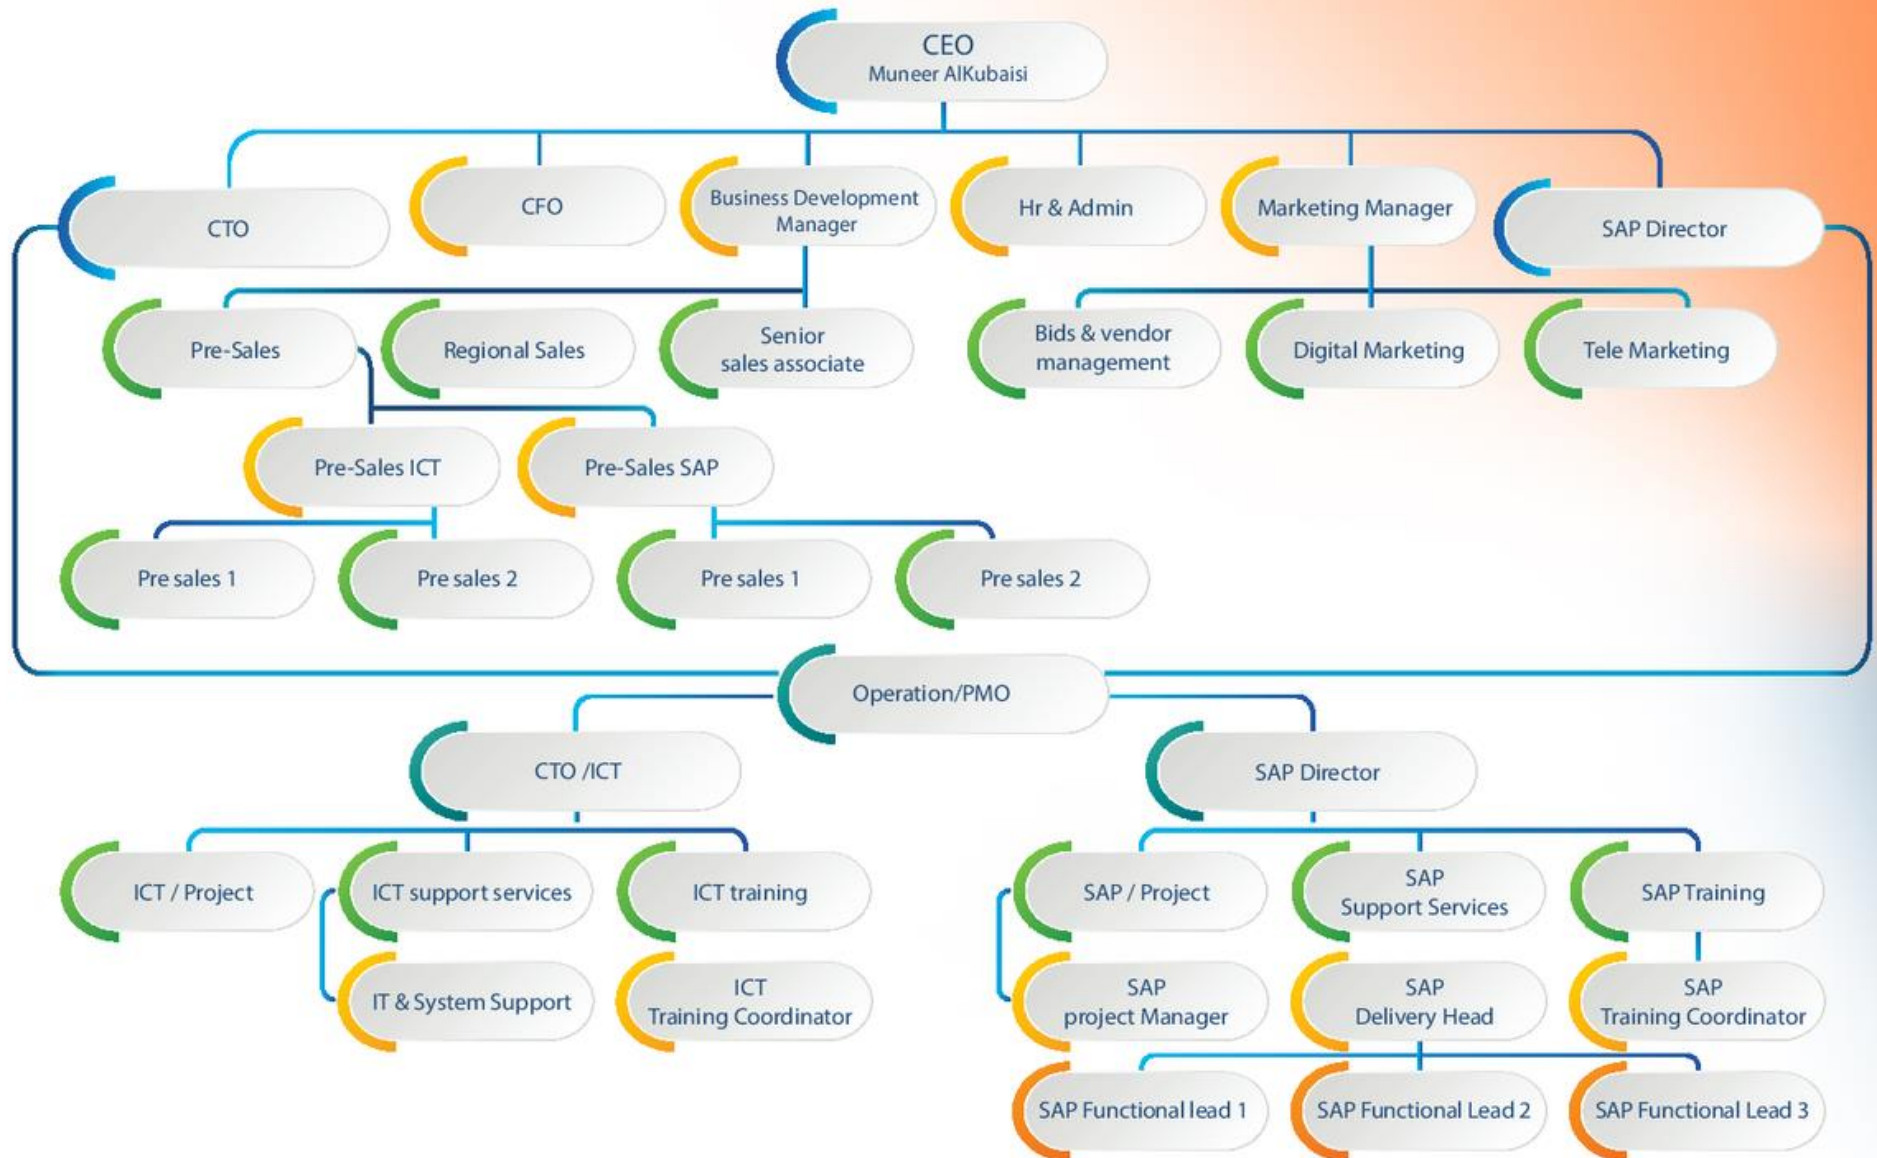 CEO
Muneer AlKubaisi
CTO
CFO
Business Development
Manager
Hr & Admin
Marketing Manager
SAP Director
Pre-Sales
Regional Sales
Senior
sales associate
Bids & vendor
management
Digital Marketing
Tele Marketing
Pre-Sales ICT
Pre-Sales SAP
Pre sales 1
Pre sales 2
Pre sales 1
Pre sales 2
Operation/PMO
CTO /ICT
SAP Director
ICT / Project
ICT support services
ICT training
SAP / Project
SAP
Support Services
SAP Training
IT & System Support
ICT
Training Coordinator
SAP
project Manager
SAP
Delivery Head
SAP
Training Coordinator
SAP Functional lead 1
SAP Functional Lead 2
SAP Functional Lead 3